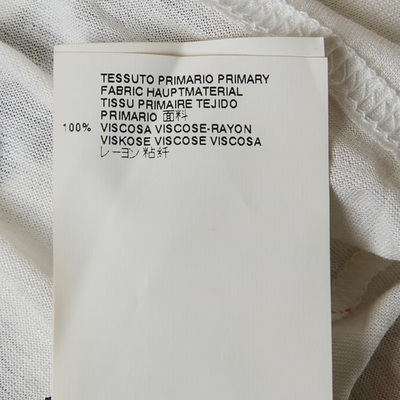 TESSUTO PRIMARIO PRIMARY
FABRIC HAUPTMATERIAL
TISSU PRIMAIRE TEJIDO
PRIMARIO 面料
100% VISCOSA VISCOSE-RAYON
VISKOSE VISCOSE VISCOSA
レーヨン 粘纤